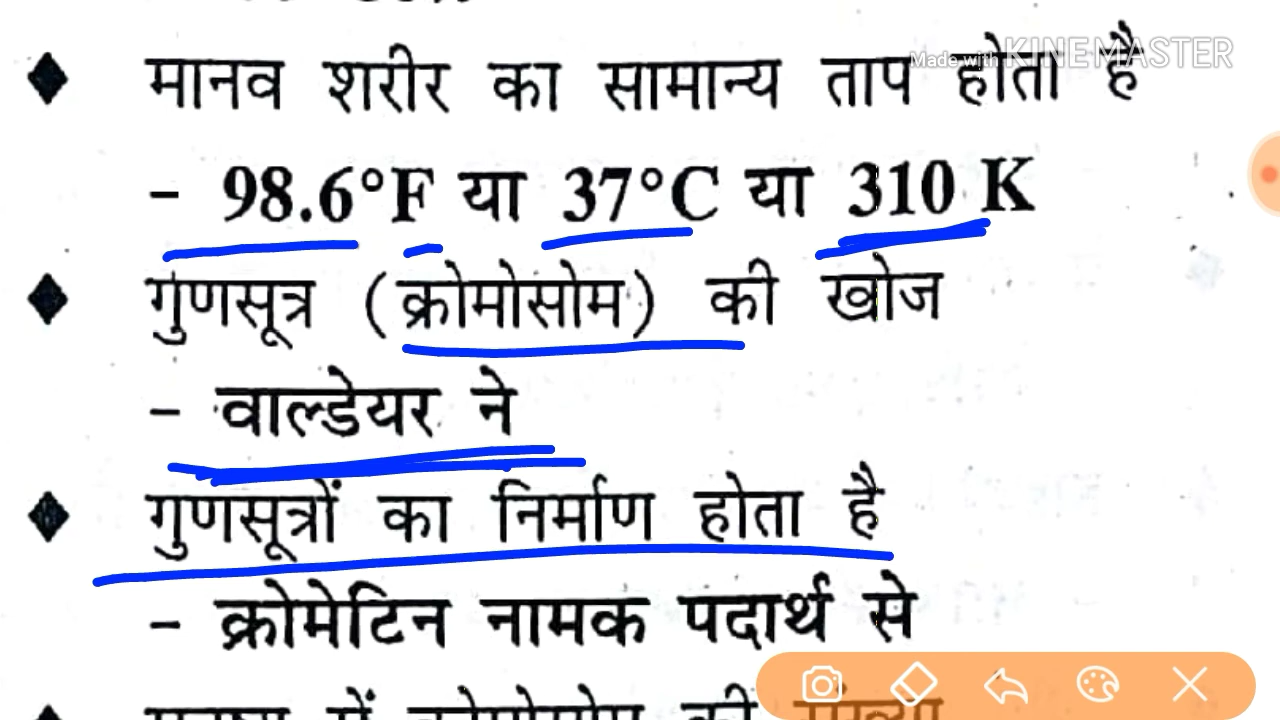 Made with KINEMASTER
◆ मानव शरीर का सामान्य ताप होता है
- 98.6°F या 37°C या 310 K
◆ गुणसूत्र (क्रोमोसोम) की खोज
- वाल्डेयर ने
◆ गुणसूत्रों का निर्माण होता है
- क्रोमेटिन नामक पदार्थ से
में क्रोमोसोम की संख्या